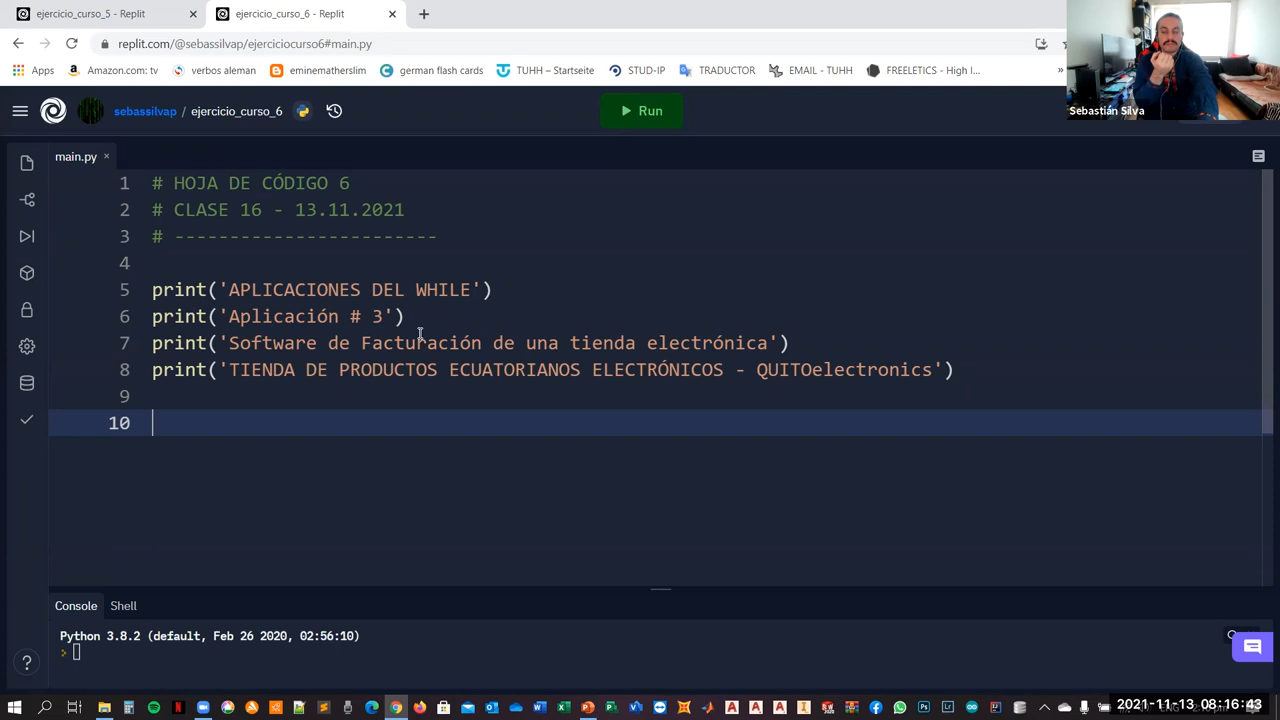 ejercicio_curso_5 - Replit
ejercicio_curso_6 - Replit
replit.com/@sebassilvap/ejerciciocurso6#main.py
Apps
Amazon.com: tv
verbos aleman
eminematherslim
german flash cards
TUHH – Startseite
STUD-IP
TRADUCTOR
EMAIL - TUHH
FREELETICS - High I...
»
Sebastián Silva
sebassilvap / ejercicio_curso_6
Run
main.py
1 # HOJA DE CÓDIGO 6
2 # CLASE 16 - 13.11.2021
3 # ------------------------
4
5 print('APLICACIONES DEL WHILE')
6 print('Aplicación # 3')
7 print('Software de Facturación de una tienda electrónica')
8 print('TIENDA DE PRODUCTOS ECUATORIANOS ELECTRÓNICOS - QUITOelectronics')
9
10
Console
Shell
Python 3.8.2 (default, Feb 26 2020, 02:56:10)
>
?
2021-11-13 08:16:43